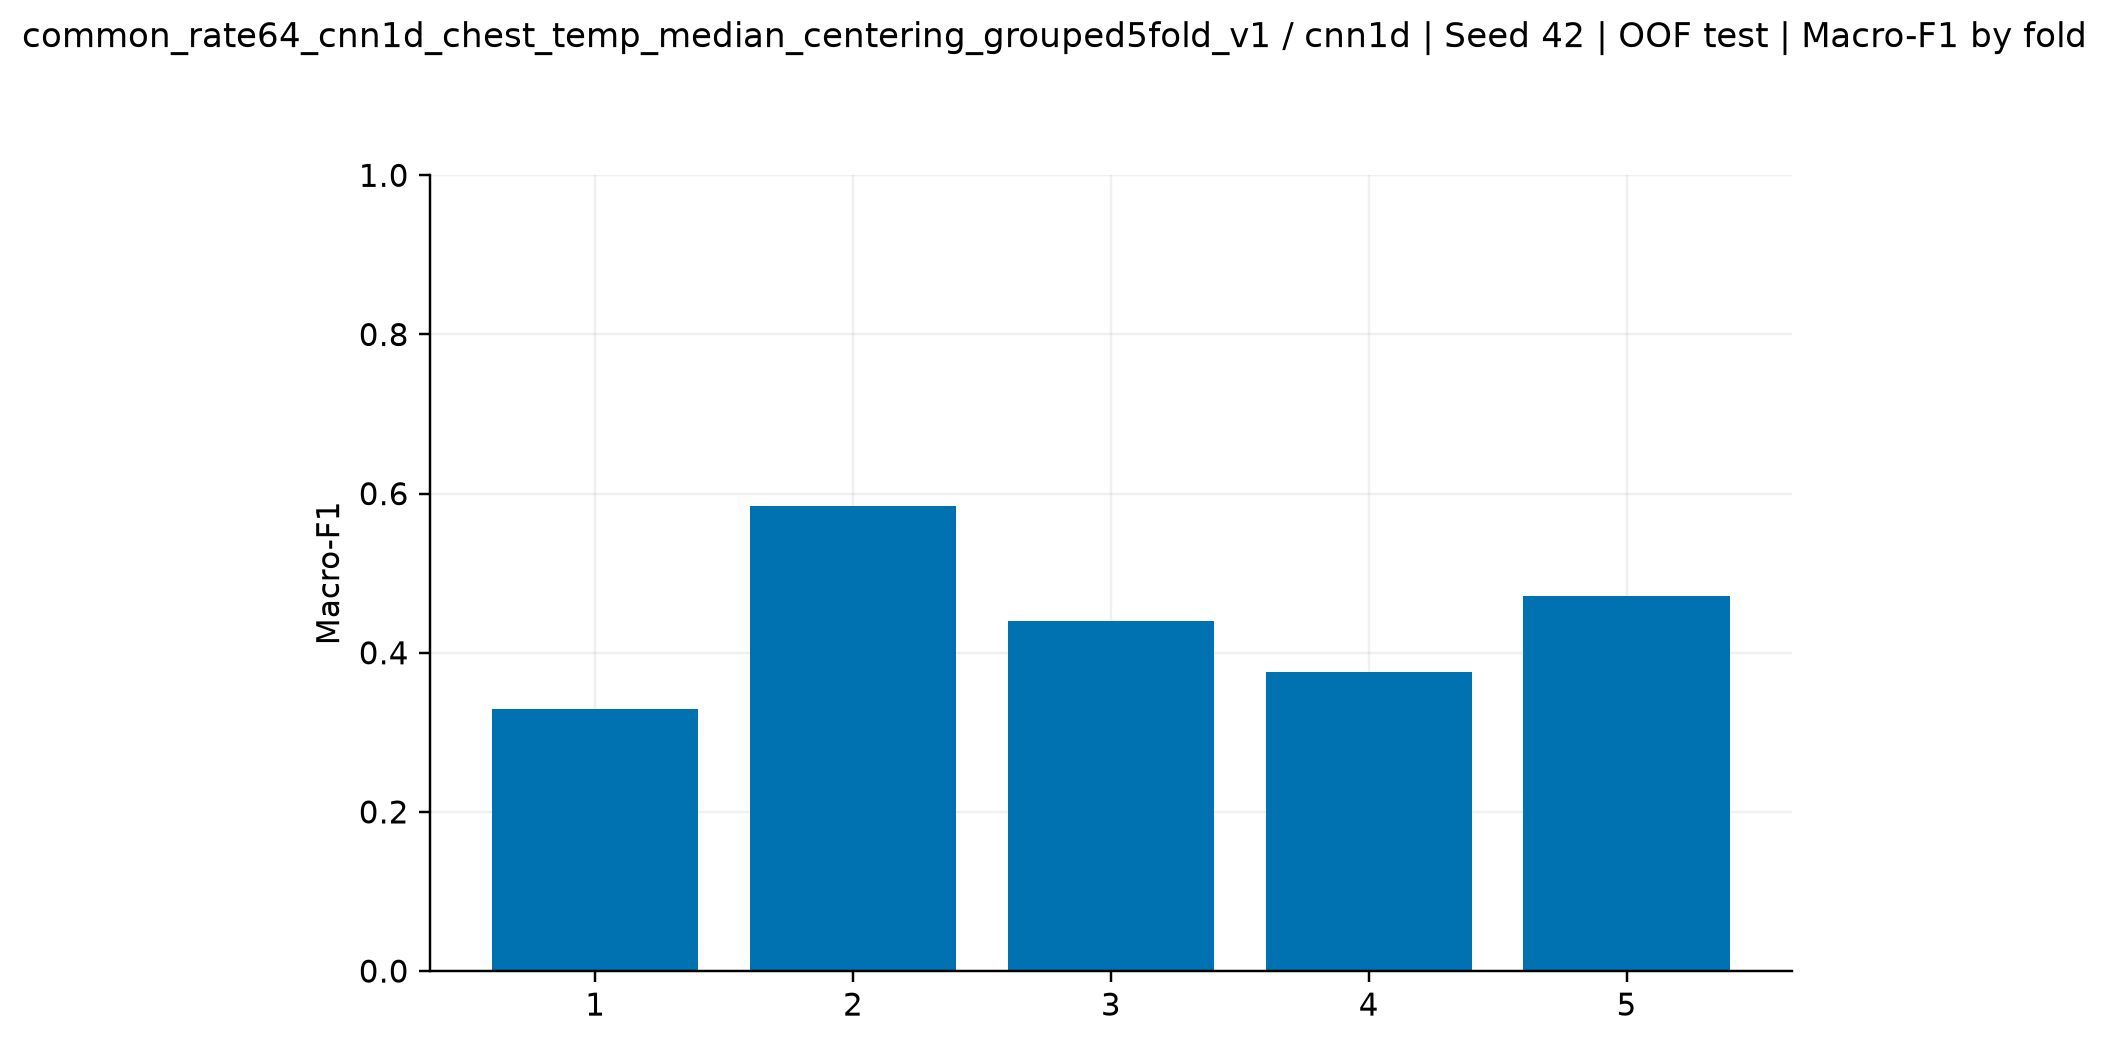 common_rate64_cnn1d_chest_temp_median_centering_grouped5fold_v1 / cnn1d | Seed 42 | OOF test | Macro-F1 by fold
1.0
0.8
0.6
0.4
0.2
0.0
Macro-F1
1 2 3 4 5